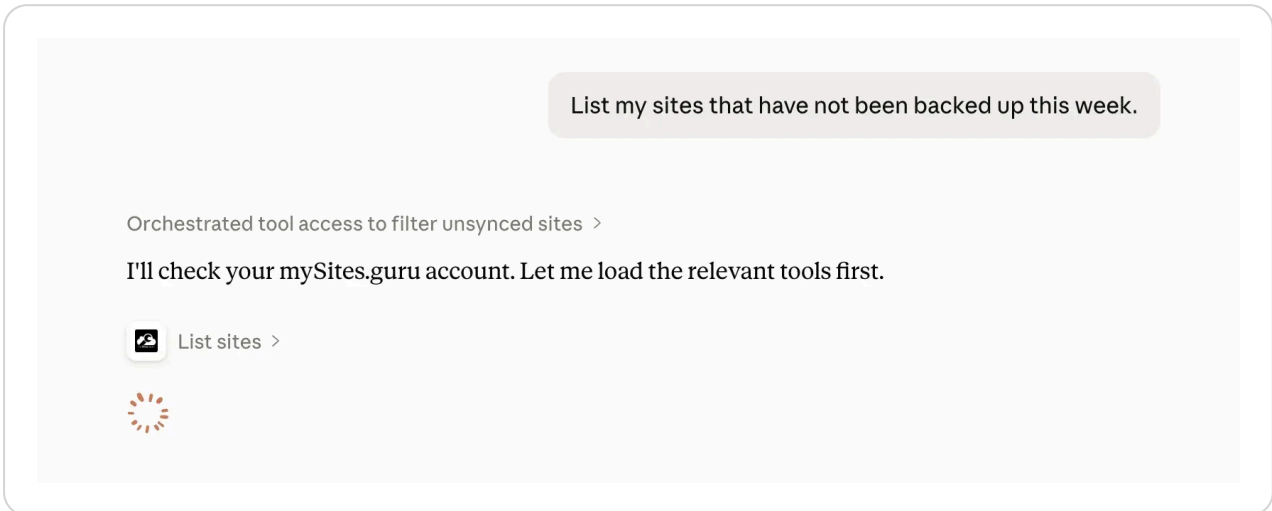 List my sites that have not been backed up this week.
Orchestrated tool access to filter unsynced sites >
I'll check your mySites.guru account. Let me load the relevant tools first.
List sites >